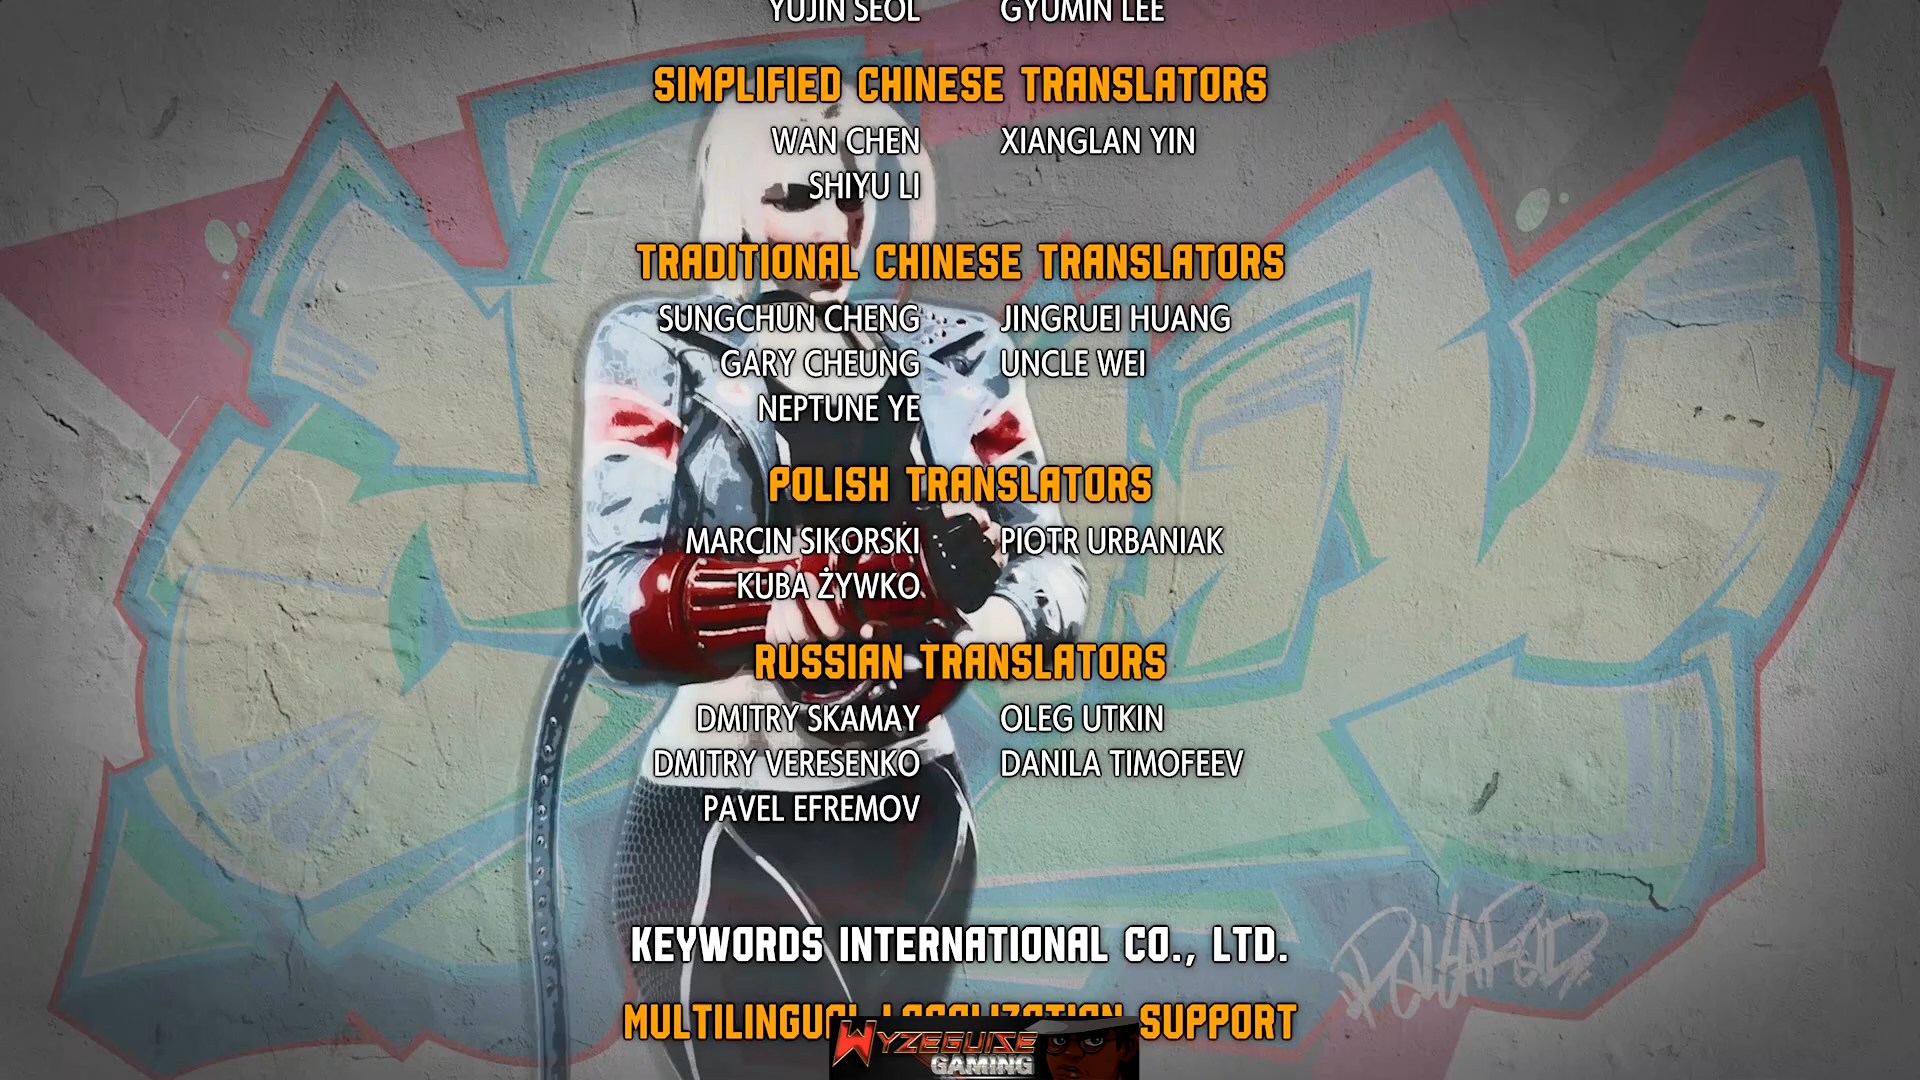 YUJIN SEOL GYUMIN LEE
SIMPLIFIED CHINESE TRANSLATORS
WAN CHEN XIANGLAN YIN
SHIYU LI
TRADITIONAL CHINESE TRANSLATORS
SUNGCHUN CHENG JINGRUEI HUANG
GARY CHEUNG UNCLE WEI
NEPTUNE YE
POLISH TRANSLATORS
MARCIN SIKORSKI PIOTR URBANIAK
KUBA ŻYWKO
RUSSIAN TRANSLATORS
DMITRY SKAMAY OLEG UTKIN
DMITRY VERESENKO DANILA TIMOFEEV
PAVEL EFREMOV
KEYWORDS INTERNATIONAL CO., LTD.
MULTILINGUAL LOCALIZATION SUPPORT
WYZEGUISE
GAMING